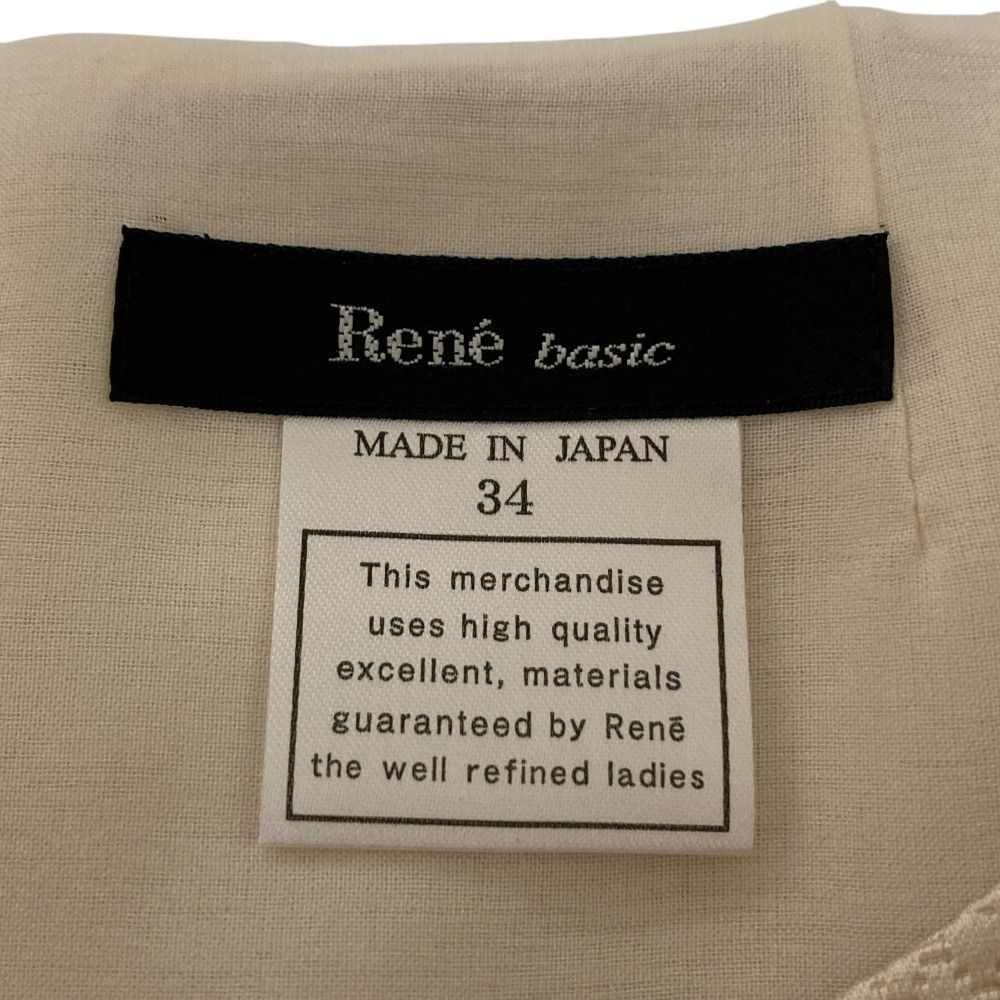 René basic
MADE IN JAPAN
34
This merchandise
uses high quality
excellent, materials
guaranteed by Renē
the well refined ladies